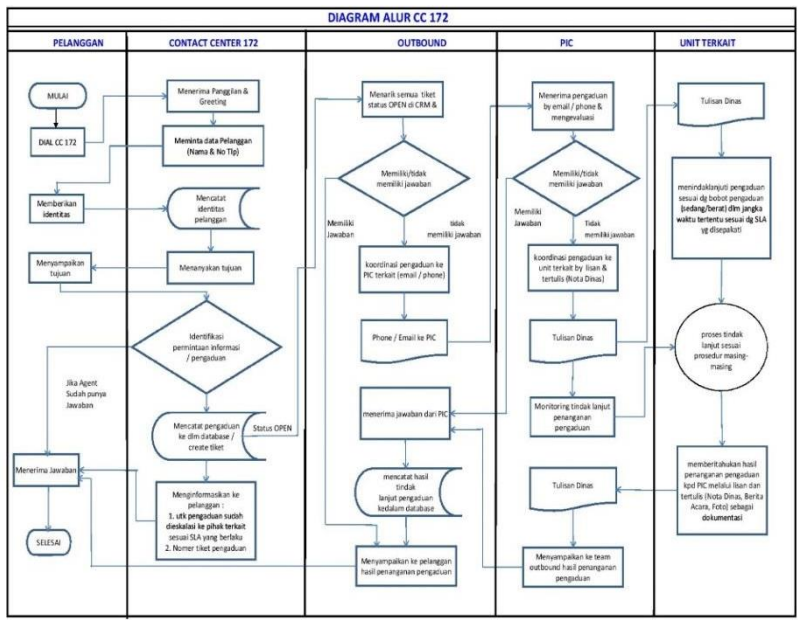 DIAGRAM ALUR CC 172
PELANGGAN
CONTACT CENTER 172
OUTBOUND
PIC
UNIT TERKAIT
MULAI
DIAL CC 172
Memberikan
identitas
Menyampaikan
tujuan
Jika Agent
Sudah punya
Jawaban
Menerima Jawaban
SELESAI
Menerima Panggilan &
Greeting
Meminta data Pelanggan
(Nama & No Tlp)
Mencatat
identitas
pelanggan
Menanyakan tujuan
Identifikasi
permintaan informasi
/ pengaduan
Mencatat pengaduan
ke dlm database /
create tiket
Status OPEN
Menginformasikan ke
pelanggan :
1. utk pengaduan sudah
dieskalasi ke pihak terkait
sesuai SLA yang berlaku
2. Nomer tiket pengaduan
Menarik semua tiket
status OPEN di CRM &
Memiliki/tidak
memiliki jawaban
Memiliki
Jawaban
tidak
memiliki jawaban
koordinasi pengaduan ke
PIC terkait (email / phone)
Phone / Email ke PIC
menerima jawaban dari PIC
mencatat hasil
tindak
lanjut pengaduan
kedalam database
Menyampaikan ke pelanggan
hasil penanganan pengaduan
Menerima pengaduan
by email / phone &
mengevaluasi
Memiliki/tidak
memiliki jawaban
Memiliki
Jawaban
Tidak
memiliki jawaban
koordinasi pengaduan ke
unit terkait by lisan &
tertulis (Nota Dinas)
Tulisan Dinas
Monitoring tindak lanjut
penanganan
pengaduan
Tulisan Dinas
Menyampaikan ke team
outbound hasil penanganan
pengaduan
Tulisan Dinas
menindaklanjuti pengaduan
sesuai dg bobot pengaduan
(sedang/berat) dlm jangka
waktu tertentu sesuai dg SLA
yg disepakati
proses tindak
lanjut sesuai
prosedur masing-
masing
memberitahukan hasil
penanganan pengaduan
kpd PIC melalui lisan dan
tertulis (Nota Dinas, Berita
Acara, Foto) sebagai
dokumentasi